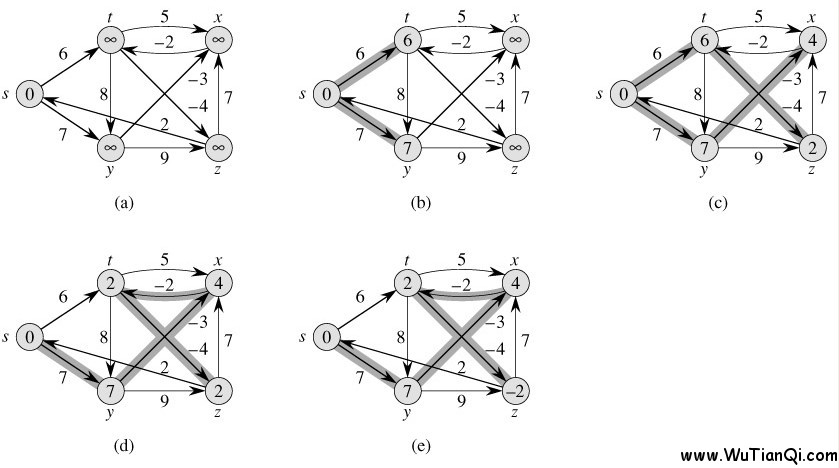 t 5 x
6 ∞ −2 ∞
s 0 8 −3 −4 7
7 ∞ 2 9 ∞
y z
(a)
t 5 x
6 6 −2 ∞
s 0 8 −3 −4 7
7 7 2 9 ∞
y z
(b)
t 5 x
6 6 −2 4
s 0 8 −3 −4 7
7 7 2 9 2
y z
(c)
t 5 x
6 2 −2 4
s 0 8 −3 −4 7
7 7 2 9 2
y z
(d)
t 5 x
6 2 −2 4
s 0 8 −3 −4 7
7 7 2 9 −2
y z
(e)
www.WuTianQi.com